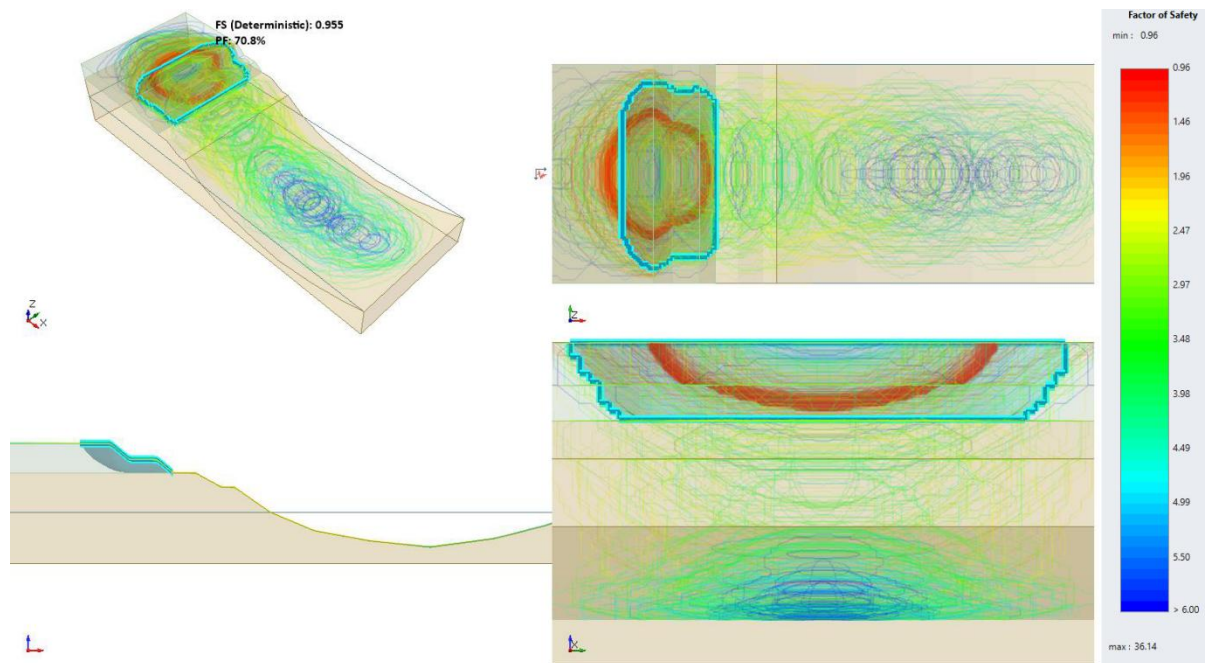 FS (Deterministic): 0.955
PF: 70.8%
Factor of Safety
min : 0.96
0.96
1.46
1.96
2.47
2.97
3.48
3.98
4.49
4.99
5.50
> 6.00
max : 36.14
Z
X
Z
X